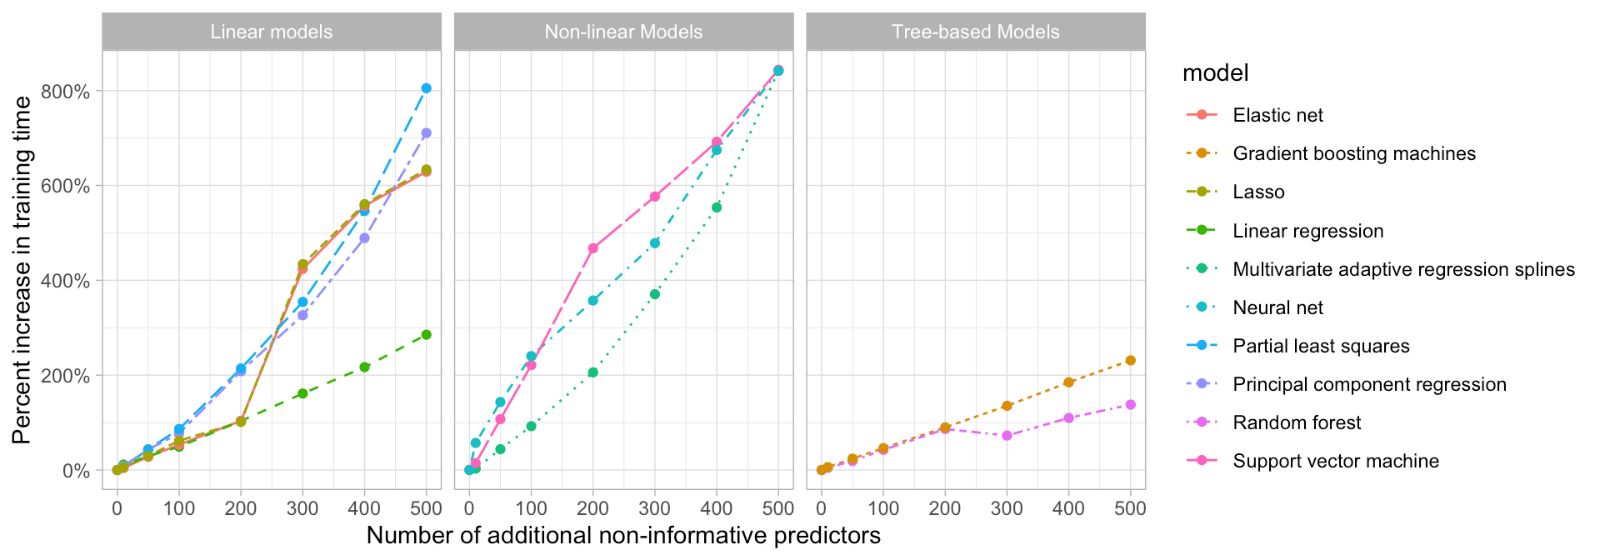 Linear models
Non-linear Models
Tree-based Models
Percent increase in training time
800%
600%
400%
200%
0%
0 100 200 300 400 500
0 100 200 300 400 500
0 100 200 300 400 500
Number of additional non-informative predictors
model
Elastic net
Gradient boosting machines
Lasso
Linear regression
Multivariate adaptive regression splines
Neural net
Partial least squares
Principal component regression
Random forest
Support vector machine